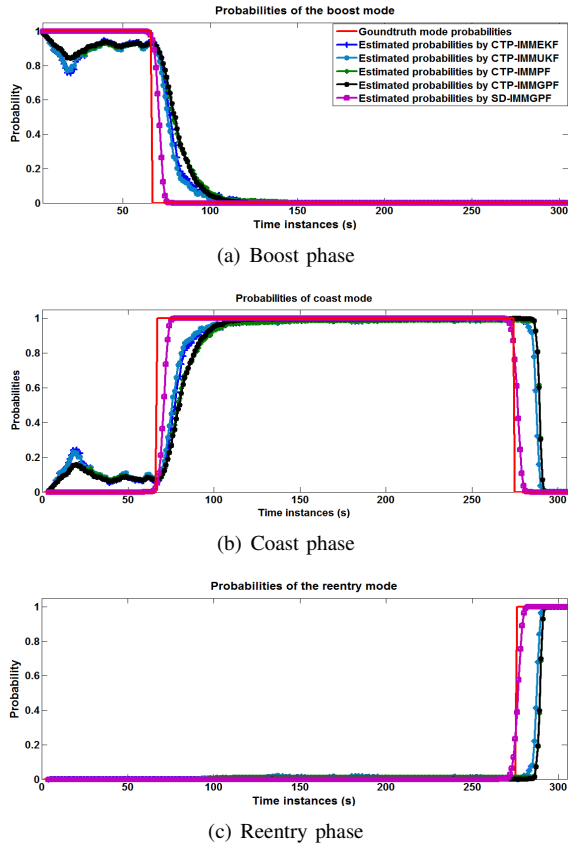 Probabilities of the boost mode
Goundtruth mode probabilities
Estimated probabilities by CTP-IMMEKF
Estimated probabilities by CTP-IMMUKF
Estimated probabilities by CTP-IMMPF
Estimated probabilities by CTP-IMMGPF
Estimated probabilities by SD-IMMGPF
Probability
1
0.8
0.6
0.4
0.2
0
50
100
150
200
250
300
Time instances (s)
(a) Boost phase
Probabilities of coast mode
Probabilities
1
0.8
0.6
0.4
0.2
0
50
100
150
200
250
300
Time instances (s)
(b) Coast phase
Probabilities of the reentry mode
Probability
1
0.8
0.6
0.4
0.2
0
0
50
100
150
200
250
300
Time instances (s)
(c) Reentry phase